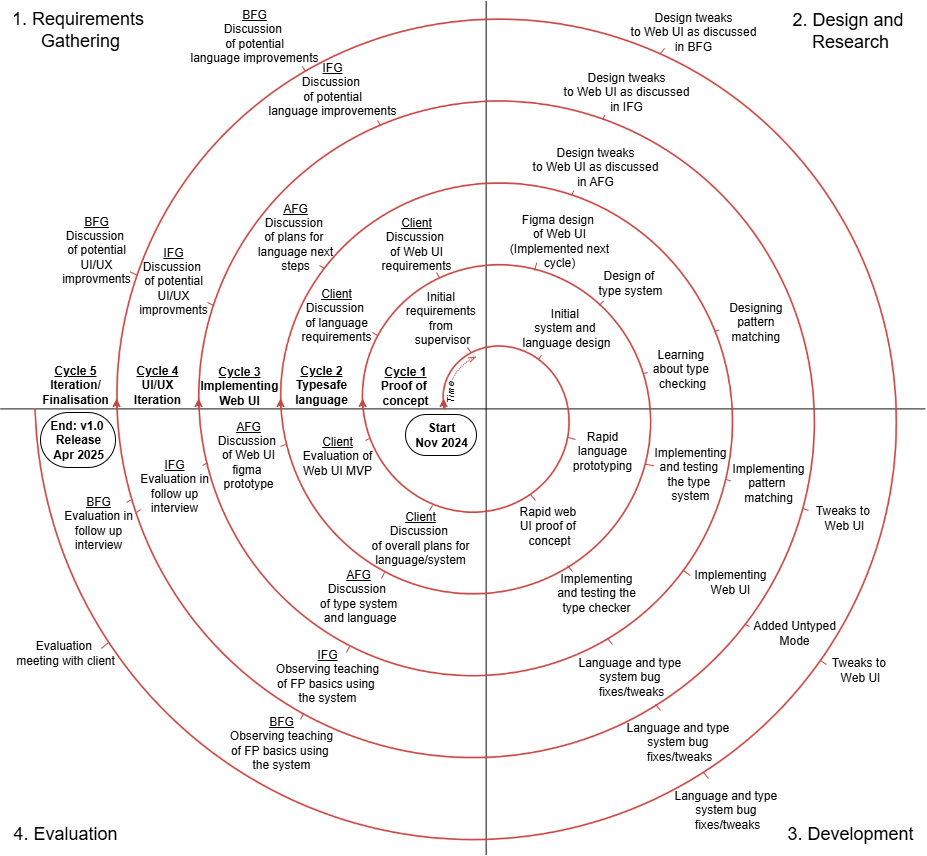 1. Requirements
Gathering
2. Design and
Research
BFG
Discussion
of potential
language improvements
IFG
Discussion
of potential
language improvements
Design tweaks
to Web UI as discussed
in BFG
Design tweaks
to Web UI as discussed
in IFG
Design tweaks
to Web UI as discussed
in AFG
BFG
Discussion
of potential
UI/UX
improvments
IFG
Discussion
of potential
UI/UX
improvments
AFG
Discussion
of plans for
language next
steps
Client
Discussion
of Web UI
requirements
Client
Discussion
of language
requirements
Initial
requirements
from
supervisor
Figma design
of Web UI
(Implemented next
cycle)
Design of
type system
Initial
system and
language design
Designing
pattern
matching
Learning
about type
checking
Cycle 5
Iteration/
Finalisation
Cycle 4
UI/UX
Iteration
Cycle 3
Implementing
Web UI
Cycle 2
Typesafe
language
Cycle 1
Proof of
concept
Time
End: v1.0
Release
Apr 2025
Start
Nov 2024
AFG
Discussion
of Web UI
figma
prototype
Client
Evaluation of
Web UI MVP
IFG
Evaluation in
follow up
interview
BFG
Evaluation in
follow up
interview
Client
Discussion
of overall plans for
language/system
AFG
Discussion
of type system
and language
Evaluation
meeting with client
IFG
Observing teaching
of FP basics using
the system
BFG
Observing teaching
of FP basics using
the system
Rapid
language
prototyping
Rapid web
UI proof of
concept
Implementing
and testing
the type
system
Implementing
pattern
matching
Tweaks to
Web UI
Implementing
and testing the
type checker
Implementing
Web UI
Added Untyped
Mode
Tweaks to
Web UI
Language and type
system bug
fixes/tweaks
Language and type
system bug
fixes/tweaks
Language and type
system bug
fixes/tweaks
4. Evaluation
3. Development